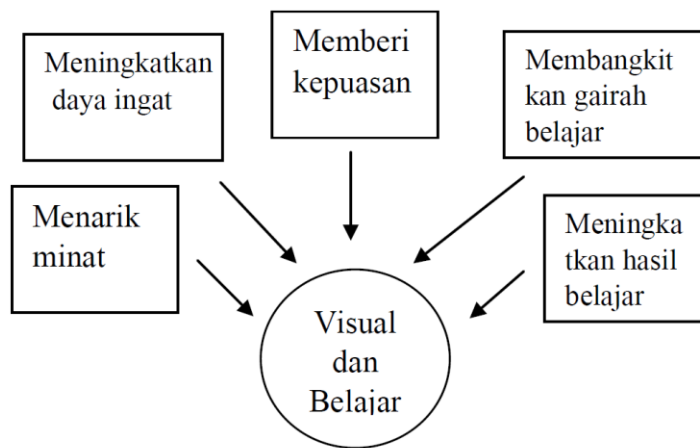 Meningkatkan
daya ingat
Memberi
kepuasan
Membangkit
kan gairah
belajar
Menarik
minat
Meningka
tkan hasil
belajar
Visual
dan
Belajar